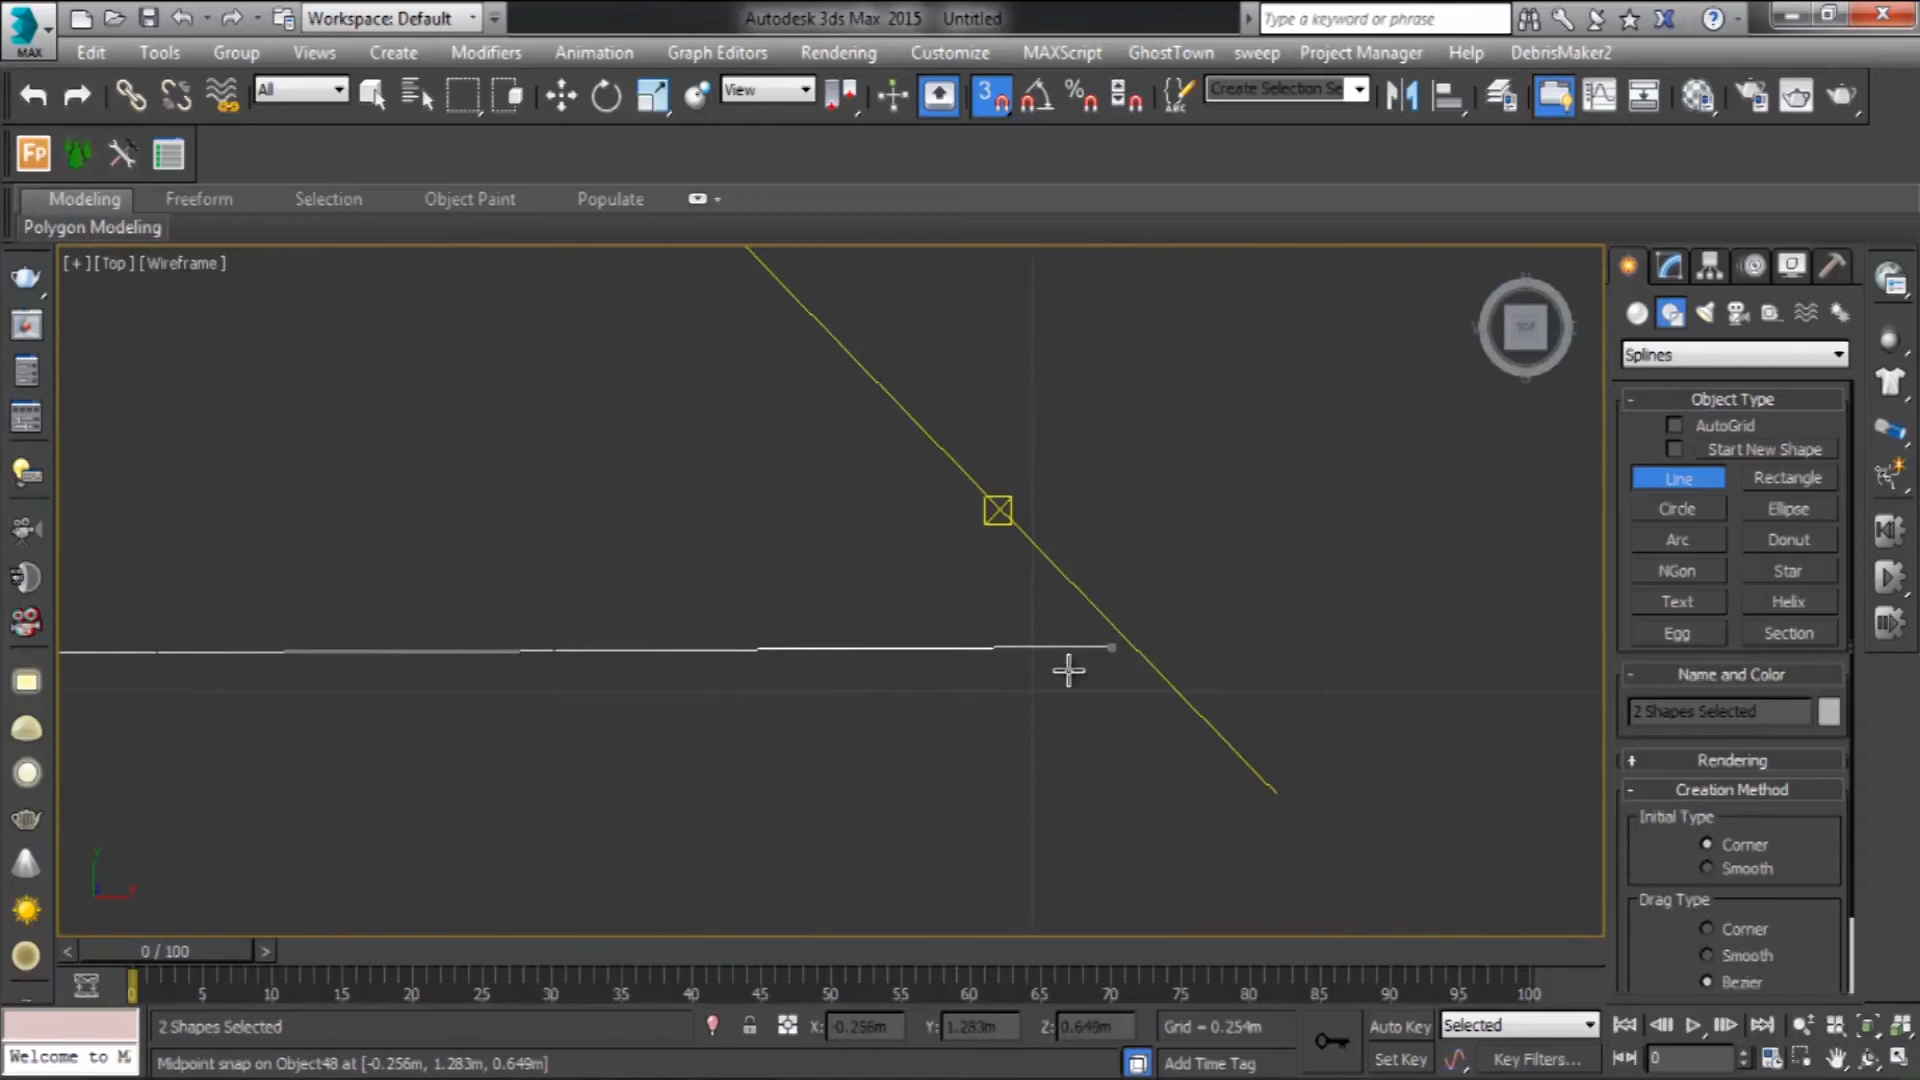 Workspace: Default
Autodesk 3ds Max 2015 Untitled
Type a keyword or phrase
MAX
Edit Tools Group Views Create Modifiers Animation Graph Editors Rendering Customize MAXScript GhostTown sweep Project Manager Help DebrisMaker2
All
View
3
Create Selection Se
Fp
Modeling Freeform Selection Object Paint Populate
Polygon Modeling
[+][Top][Wireframe]
TOP
Splines
- Object Type
AutoGrid
Start New Shape
Line Rectangle
Circle Ellipse
Arc Donut
NGon Star
Text Helix
Egg Section
- Name and Color
2 Shapes Selected
+ Rendering
- Creation Method
Initial Type
Corner
Smooth
Drag Type
Corner
Smooth
Bezier
< 0 / 100 >
0 5 10 15 20 25 30 35 40 45 50 55 60 65 70 75 80 85 90 95 100
2 Shapes Selected X: -0.256m Y: 1.283m Z: 0.649m Grid = 0.254m Auto Key Selected
Welcome to M
Midpoint snap on Object48 at [-0.256m, 1.283m, 0.649m] Add Time Tag Set Key Key Filters... 0